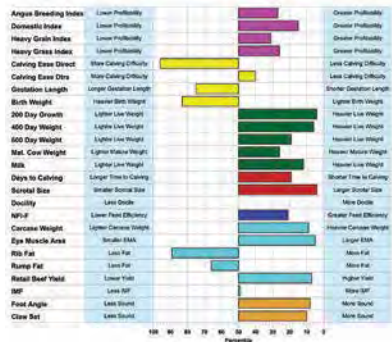 Angus Breeding Index Lower Profitability Greater Profitability
Domestic Index Lower Profitability Greater Profitability
Heavy Grain Index Lower Profitability Greater Profitability
Heavy Grass Index Lower Profitability Greater Profitability
Calving Ease Direct More Calving Difficulty Less Calving Difficulty
Calving Ease Dtrs More Calving Difficulty Less Calving Difficulty
Gestation Length Longer Gestation Length Shorter Gestation Length
Birth Weight Heavier Birth Weight Lighter Birth Weight
200 Day Growth Lighter Live Weight Heavier Live Weight
400 Day Weight Lighter Live Weight Heavier Live Weight
600 Day Weight Lighter Live Weight Heavier Live Weight
Mat. Cow Weight Lighter Mature Weight Heavier Mature Weight
Milk Lighter Live Weight Heavier Live Weight
Days to Calving Longer Time to Calving Shorter Time to Calving
Scrotal Size Smaller Scrotal Size Larger Scrotal Size
Docility Less Docile More Docile
NFI-F Lower Feed Efficiency Greater Feed Efficiency
Carcase Weight Lighter Carcase Weight Heavier Carcase Weight
Eye Muscle Area Smaller EMA Larger EMA
Rib Fat Less Fat More Fat
Rump Fat Less Fat More Fat
Retail Beef Yield Lower Yield Higher Yield
IMF Less IMF More IMF
Foot Angle Less Sound More Sound
Claw Set Less Sound More Sound
100 90 80 70 60 50 40 30 20 10 0
Percentile